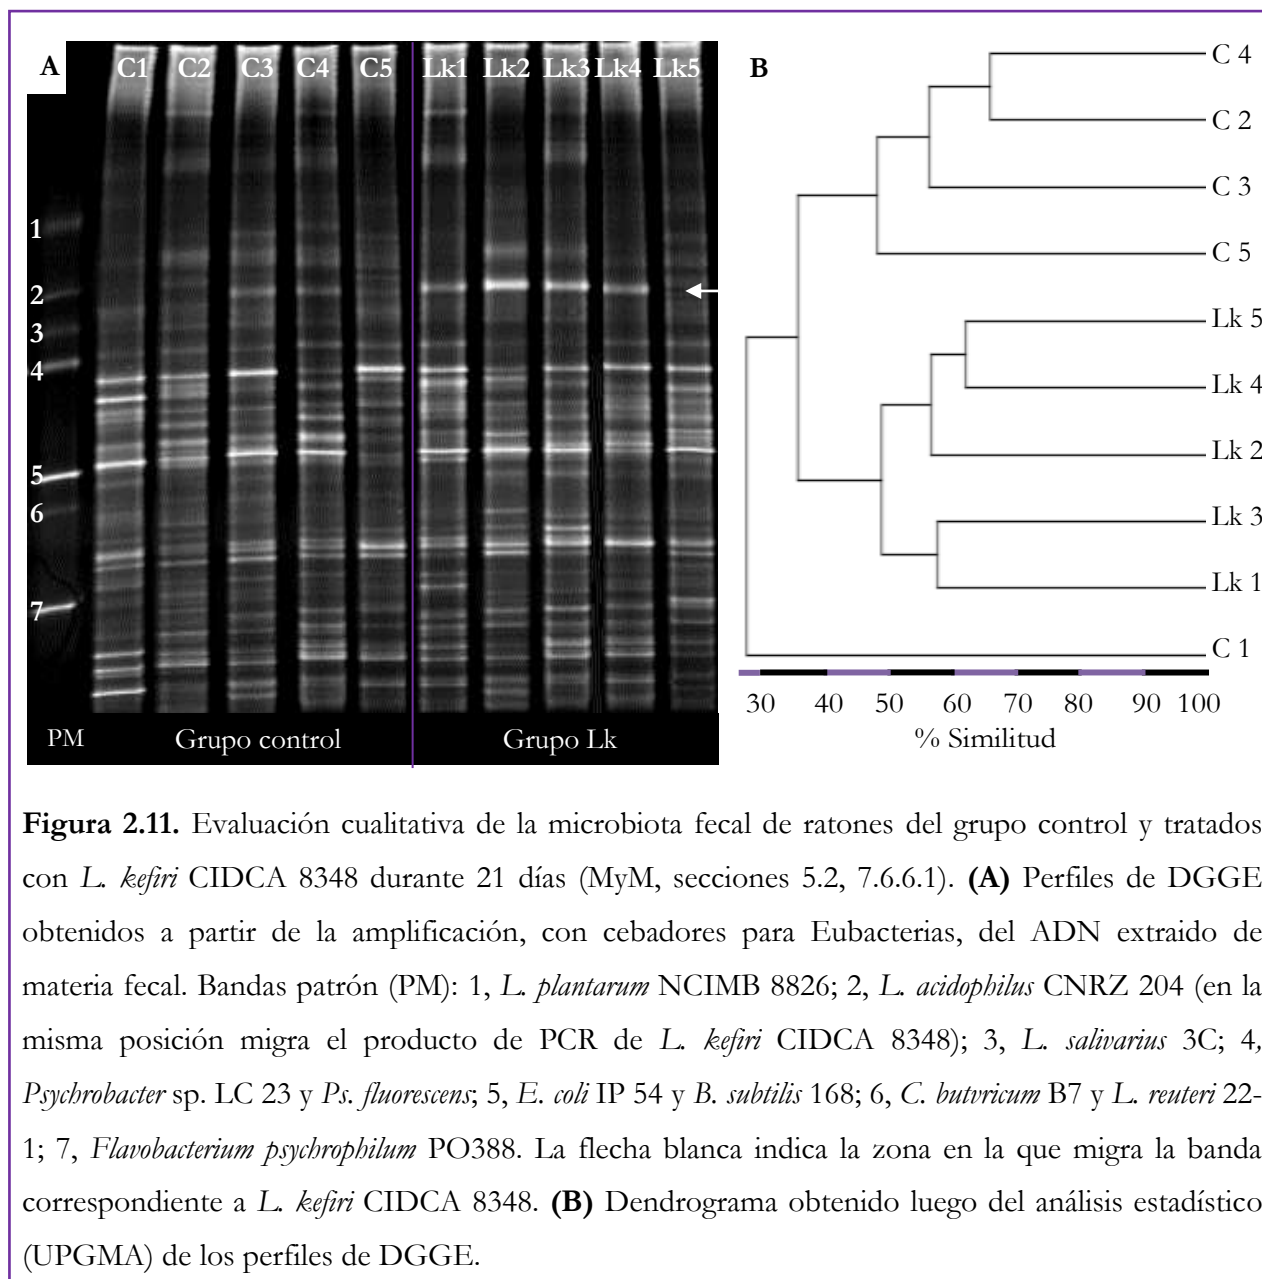 A C1 C2 C3 C4 C5 Lk1 Lk2 Lk3 Lk4 Lk5
1
2
3
4
5
6
7
PM Grupo control Grupo Lk
B
C 4
C 2
C 3
C 5
Lk 5
Lk 4
Lk 2
Lk 3
Lk 1
C 1
30 40 50 60 70 80 90 100
% Similitud
Figura 2.11. Evaluación cualitativa de la microbiota fecal de ratones del grupo control y tratados
con L. kefiri CIDCA 8348 durante 21 días (MyM, secciones 5.2, 7.6.6.1). (A) Perfiles de DGGE
obtenidos a partir de la amplificación, con cebadores para Eubacterias, del ADN extraido de
materia fecal. Bandas patrón (PM): 1, L. plantarum NCIMB 8826; 2, L. acidophilus CNRZ 204 (en la
misma posición migra el producto de PCR de L. kefiri CIDCA 8348); 3, L. salivarius 3C; 4,
Psychrobacter sp. LC 23 y Ps. fluorescens; 5, E. coli IP 54 y B. subtilis 168; 6, C. butvricum B7 y L. reuteri 22-
1; 7, Flavobacterium psychrophilum PO388. La flecha blanca indica la zona en la que migra la banda
correspondiente a L. kefiri CIDCA 8348. (B) Dendrograma obtenido luego del análisis estadístico
(UPGMA) de los perfiles de DGGE.